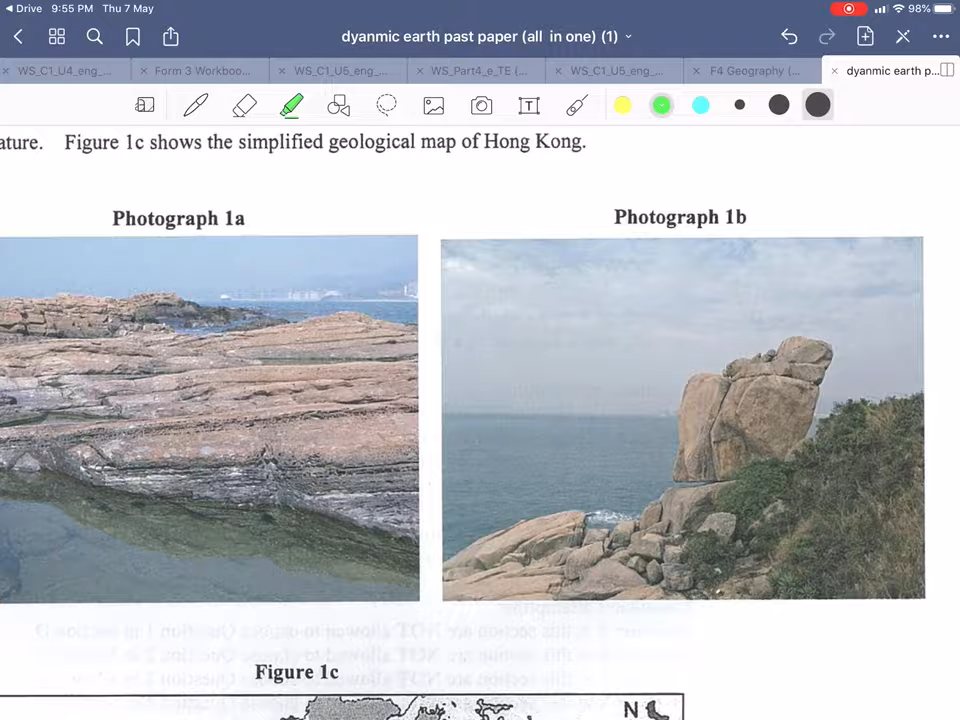 Drive 9:55 PM Thu 7 May 98%
dyanmic earth past paper (all in one) (1)
WS_C1_U4_eng_... Form 3 Workboo... WS_C1_U5_eng_... WS_Part4_e_TE (... WS_C1_U5_eng_... F4 Geography (... dyanmic earth p...
ature. Figure 1c shows the simplified geological map of Hong Kong.
Photograph 1a
Photograph 1b
Figure 1c
N